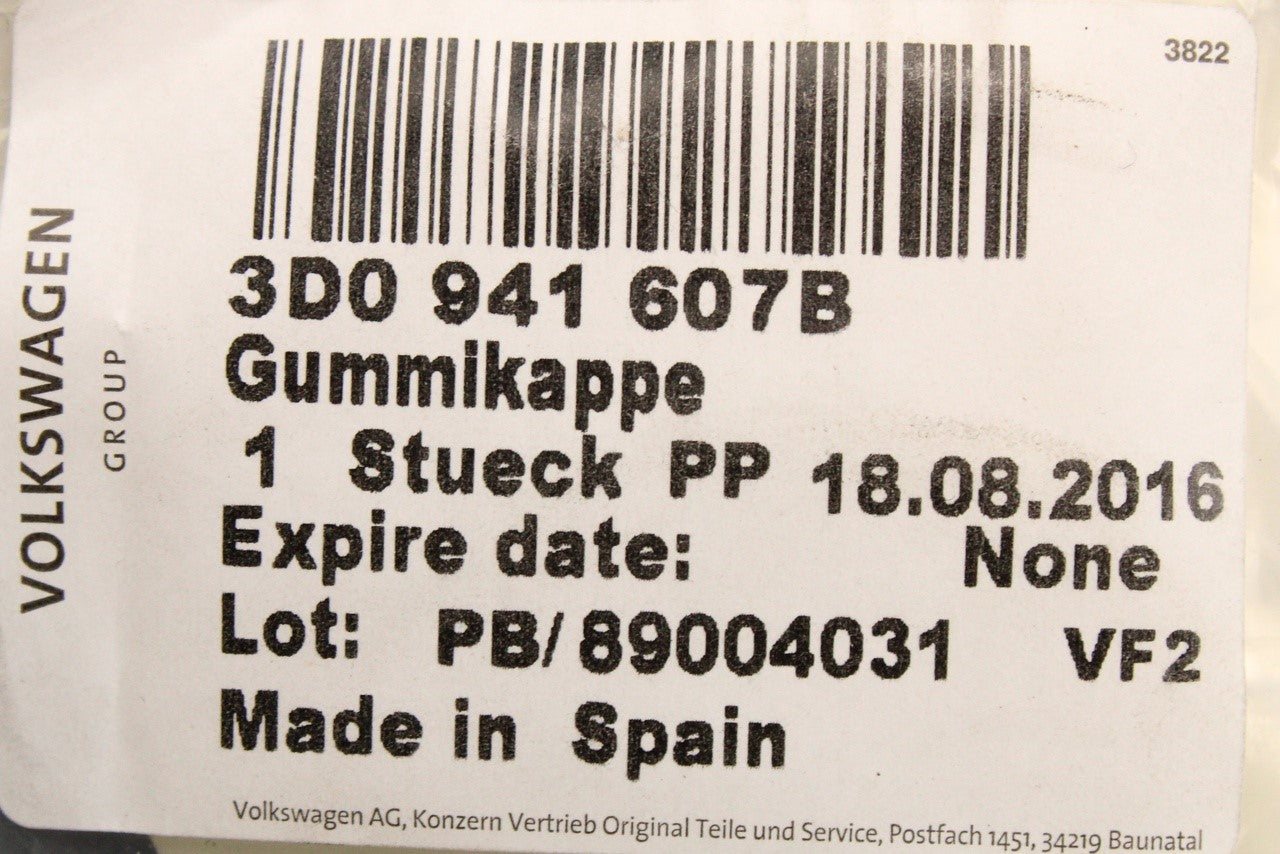 3822
VOLKSWAGEN
GROUP
3D0 941 607B
Gummikappe
1 Stueck PP 18.08.2016
Expire date: None
Lot: PB/89004031 VF2
Made in Spain
Volkswagen AG, Konzern Vertrieb Original Teile und Service, Postfach 1451, 34219 Baunatal